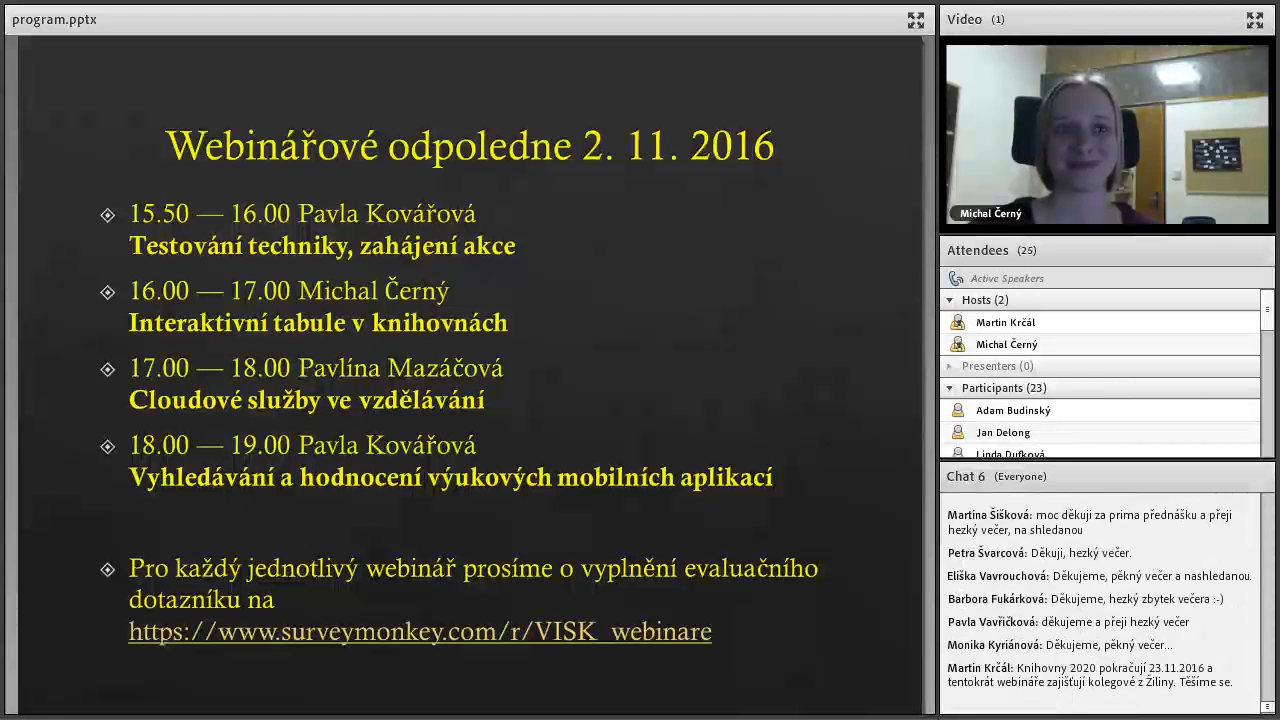 program.pptx
Webinářové odpoledne 2. 11. 2016
15.50 — 16.00 Pavla Kovářová
Testování techniky, zahájení akce
16.00 — 17.00 Michal Černý
Interaktivní tabule v knihovnách
17.00 — 18.00 Pavlína Mazáčová
Cloudové služby ve vzdělávání
18.00 — 19.00 Pavla Kovářová
Vyhledávání a hodnocení výukových mobilních aplikací
Pro každý jednotlivý webinář prosíme o vyplnění evaluačního
dotazníku na
https://www.surveymonkey.com/r/VISK_webinare
Video (1)
Michal Černý
Attendees (25)
Active Speakers
Hosts (2)
Martin Krčál
Michal Černý
Presenters (0)
Participants (23)
Adam Budinský
Jan Delong
Linda Dufková
Chat 6 (Everyone)
Martina Šišková: moc děkuji za prima přednášku a přeji
hezký večer, na shledanou
Petra Švarcová: Děkuji, hezký večer.
Eliška Vavrouchová: Děkujeme, pěkný večer a nashledanou.
Barbora Fukárková: Děkujeme, hezký zbytek večera :-)
Pavla Vavřičková: děkujeme a přeji hezký večer
Monika Kyriánová: Děkujeme, pěkný večer...
Martin Krčál: Knihovny 2020 pokračují 23.11.2016 a
tentokrát webináře zajišťují kolegové z Žiliny. Těšíme se.